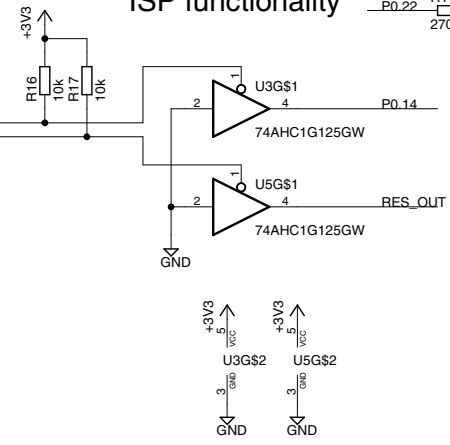 ISP functionality
P0.22
270
+3V3
R16
10k
R17
10k
1
U3G$1
2
4
P0.14
74AHC1G125GW
1
U5G$1
2
4
RES_OUT
74AHC1G125GW
GND
+3V3
+3V3
5
VCC
5
VCC
U3G$2
U5G$2
3
GND
3
GND
GND
GND